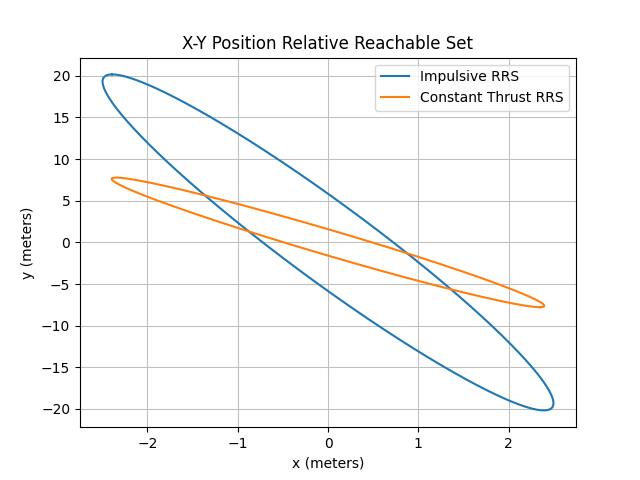 X-Y Position Relative Reachable Set
Impulsive RRS
Constant Thrust RRS
20
15
10
5
0
−5
−10
−15
−20
y (meters)
−2
−1
0
1
2
x (meters)